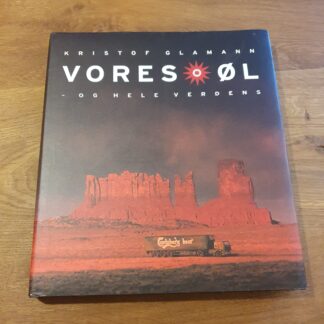 KRISTOF GLAMANN
VORES ØL
- OG HELE VERDENS
Carlsberg beer